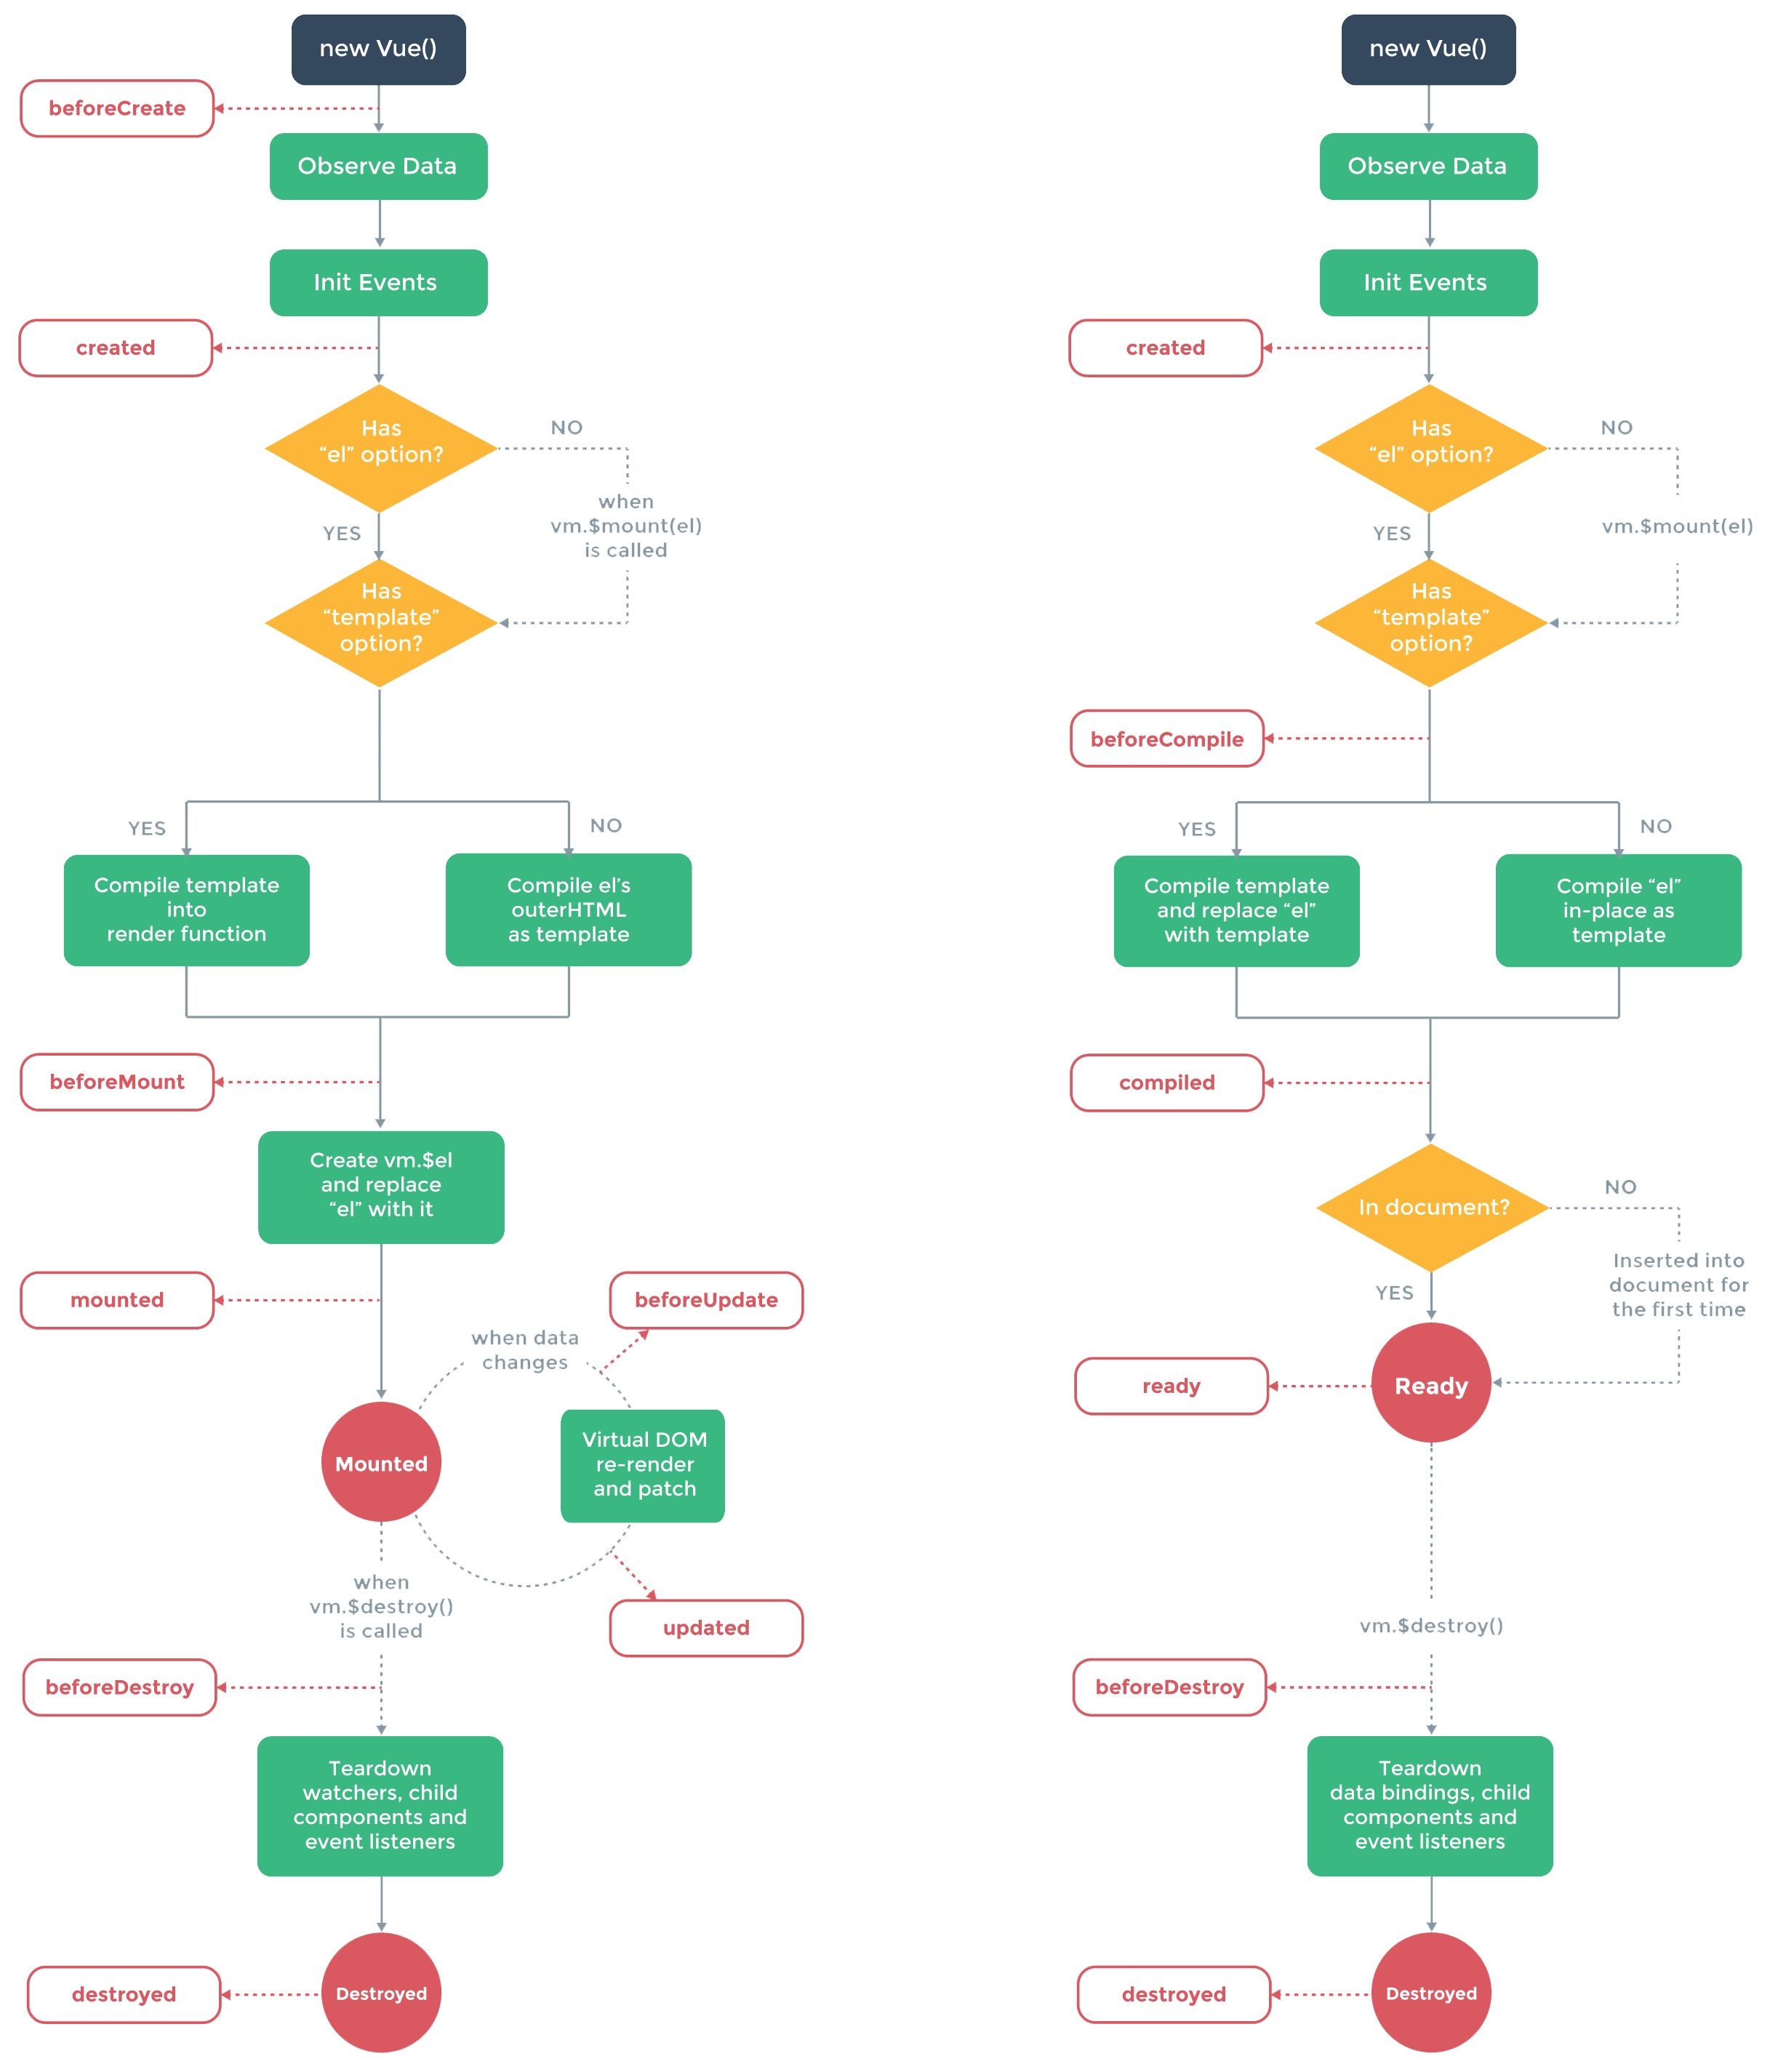 new Vue()
beforeCreate
Observe Data
Init Events
created
Has
“el” option?
NO
when
vm.$mount(el)
is called
YES
Has
“template”
option?
YES
NO
Compile template
into
render function
Compile el’s
outerHTML
as template
beforeMount
Create vm.$el
and replace
“el” with it
mounted
beforeUpdate
when data
changes
Mounted
Virtual DOM
re-render
and patch
when
vm.$destroy()
is called
updated
beforeDestroy
Teardown
watchers, child
components and
event listeners
destroyed
Destroyed
new Vue()
Observe Data
Init Events
created
Has
“el” option?
NO
vm.$mount(el)
YES
Has
“template”
option?
beforeCompile
YES
NO
Compile template
and replace “el”
with template
Compile “el”
in-place as
template
compiled
In document?
NO
Inserted into
document for
the first time
YES
ready
Ready
vm.$destroy()
beforeDestroy
Teardown
data bindings, child
components and
event listeners
destroyed
Destroyed